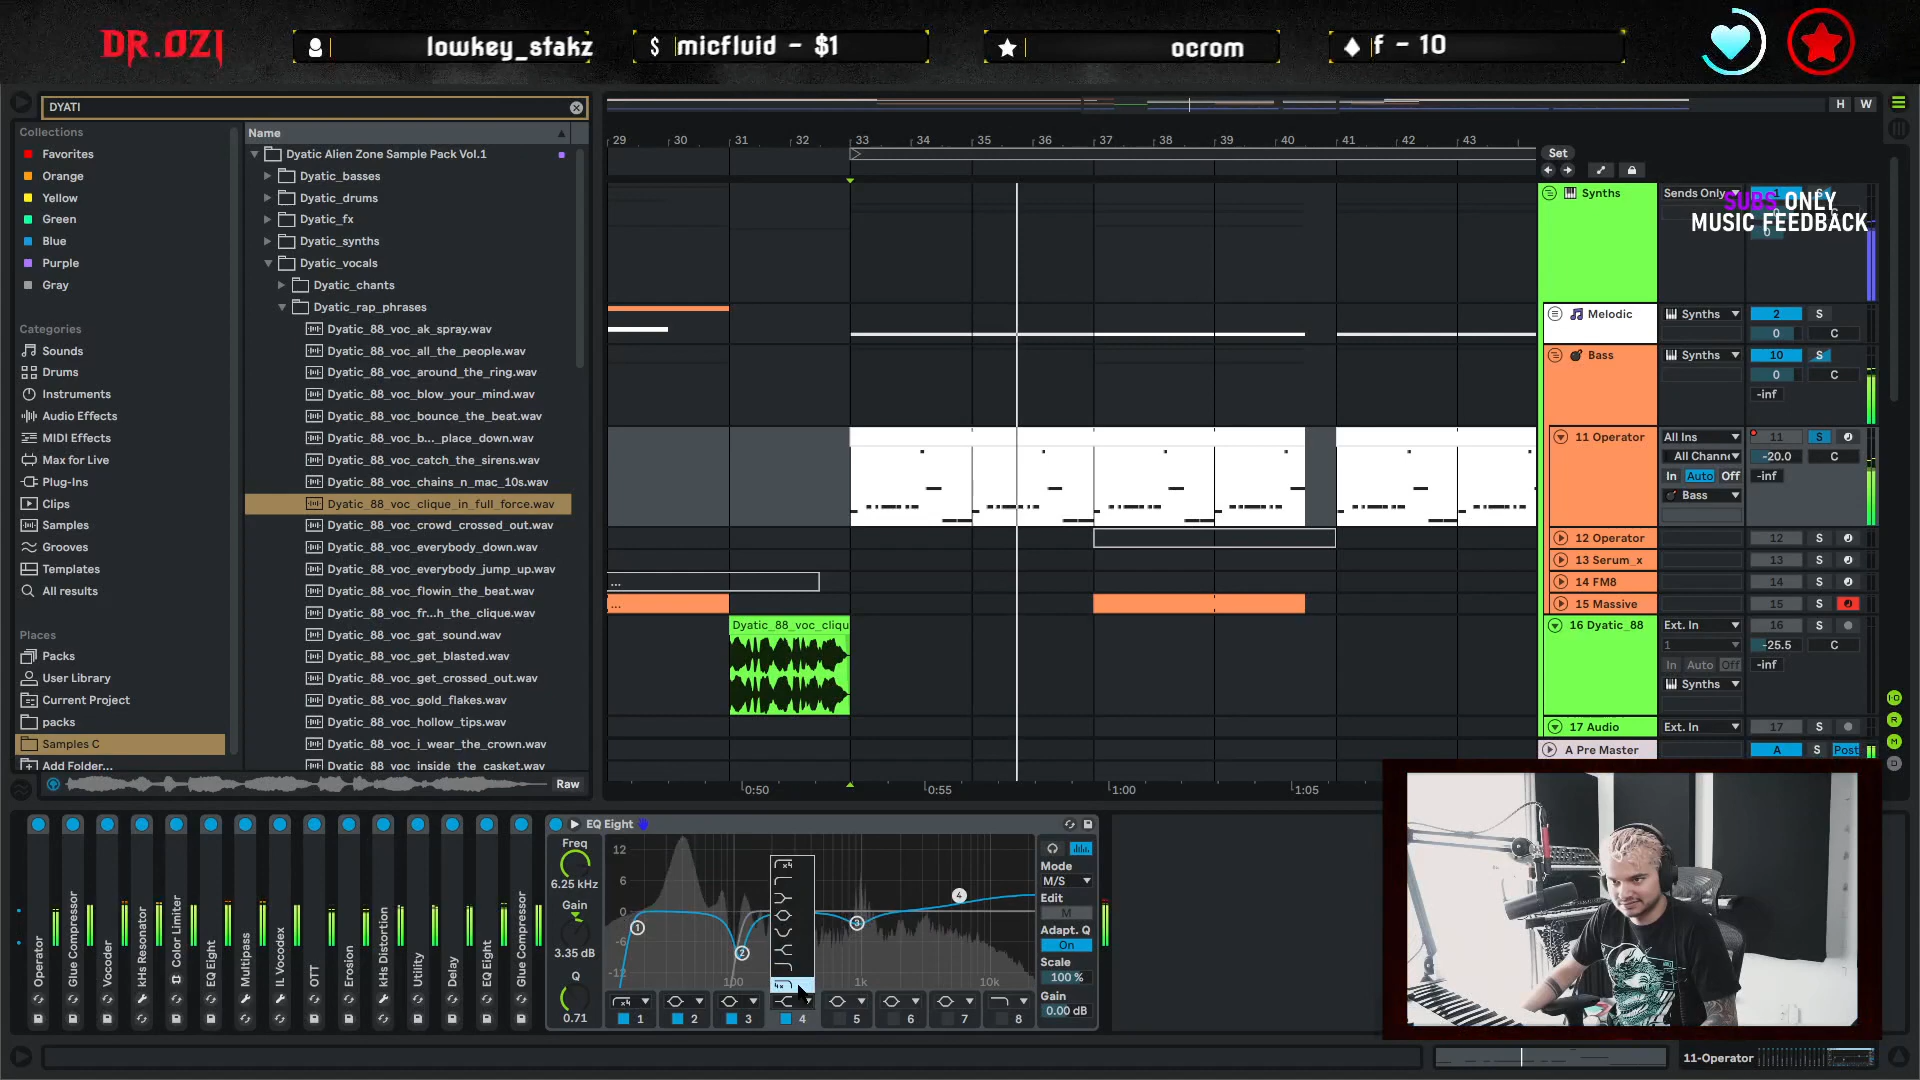 DR.OZI
lowkey_stakz
micfluid - $1
ocrom
f - 10
DYATI
H
W
Collections
Favorites
Orange
Yellow
Green
Blue
Purple
Gray
Categories
Sounds
Drums
Instruments
Audio Effects
MIDI Effects
Max for Live
Plug-Ins
Clips
Samples
Grooves
Templates
All results
Places
Packs
User Library
Current Project
packs
Samples C
Add Folder...
Name
Dyatic Alien Zone Sample Pack Vol.1
Dyatic_basses
Dyatic_drums
Dyatic_fx
Dyatic_synths
Dyatic_vocals
Dyatic_chants
Dyatic_rap_phrases
Dyatic_88_voc_ak_spray.wav
Dyatic_88_voc_all_the_people.wav
Dyatic_88_voc_around_the_ring.wav
Dyatic_88_voc_blow_your_mind.wav
Dyatic_88_voc_bounce_the_beat.wav
Dyatic_88_voc_b..._place_down.wav
Dyatic_88_voc_catch_the_sirens.wav
Dyatic_88_voc_chains_n_mac_10s.wav
Dyatic_88_voc_clique_in_full_force.wav
Dyatic_88_voc_crowd_crossed_out.wav
Dyatic_88_voc_everybody_down.wav
Dyatic_88_voc_everybody_jump_up.wav
Dyatic_88_voc_flowin_the_beat.wav
Dyatic_88_voc_fr...h_the_clique.wav
Dyatic_88_voc_gat_sound.wav
Dyatic_88_voc_get_blasted.wav
Dyatic_88_voc_get_crossed_out.wav
Dyatic_88_voc_gold_flakes.wav
Dyatic_88_voc_hollow_tips.wav
Dyatic_88_voc_i_wear_the_crown.wav
Dyatic_88_voc_inside_the_casket.wav
Raw
29 30 31 32 33 34 35 36 37 38 39 40 41 42 43
Set
Synths Sends Only 1 S
SUBS ONLY
MUSIC FEEDBACK
Melodic Synths 2 S
0 C
Bass Synths 10 S
0 C
-inf
11 Operator All Ins 11 S
All Chann -20.0 C
In Auto Off -inf
Bass
12 Operator 12 S
13 Serum_x 13 S
14 FM8 14 S
15 Massive 15 S
...
...
Dyatic_88_voc_cliqu
16 Dyatic_88 Ext. In 16 S
1 -25.5 C
In Auto Off -inf
Synths
17 Audio Ext. In 17 S
A Pre Master A S Post
0:50 0:55 1:00 1:05
Operator
Glue Compressor
Vocoder
kHs Resonator
Color Limiter
EQ Eight
Multipass
IL Vocodex
OTT
Erosion
kHs Distortion
Utility
Delay
EQ Eight
Glue Compressor
EQ Eight
Freq
6.25 kHz
Gain
3.35 dB
Q
0.71
12
6
0
-6
-12
100 1k 10k
1 2 3 4
x4
4x
1 2 3 4 5 6 7 8
Mode
M/S
Edit
M
Adapt. Q
On
Scale
100 %
Gain
0.00 dB
11-Operator